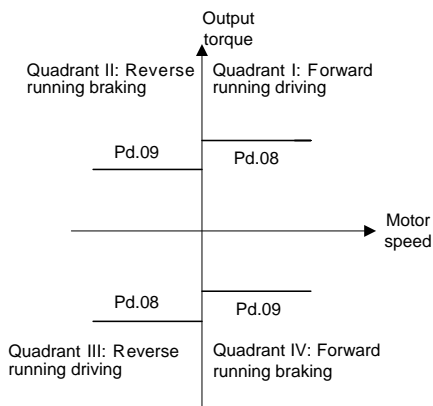 Output
torque
Quadrant II: Reverse
running braking
Quadrant I: Forward
running driving
Pd.09
Pd.08
Motor
speed
Pd.08
Pd.09
Quadrant III: Reverse
running driving
Quadrant IV: Forward
running braking